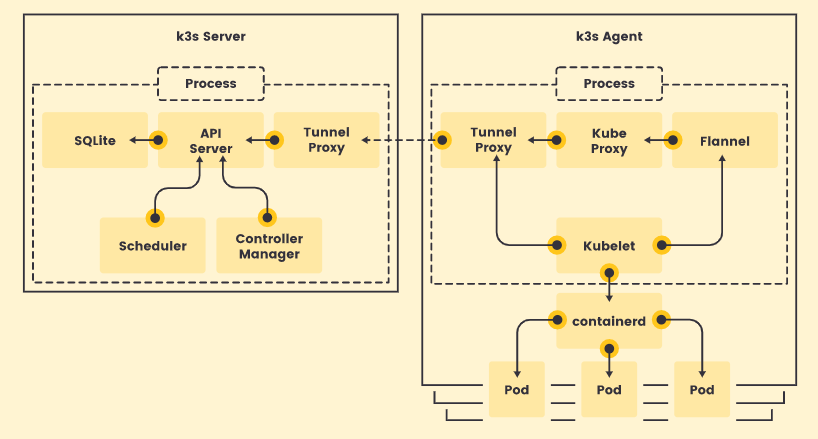 k3s Server
k3s Agent
Process
Process
SQLite
API
Server
Tunnel
Proxy
Tunnel
Proxy
Kube
Proxy
Flannel
Scheduler
Controller
Manager
Kubelet
containerd
Pod
Pod
Pod